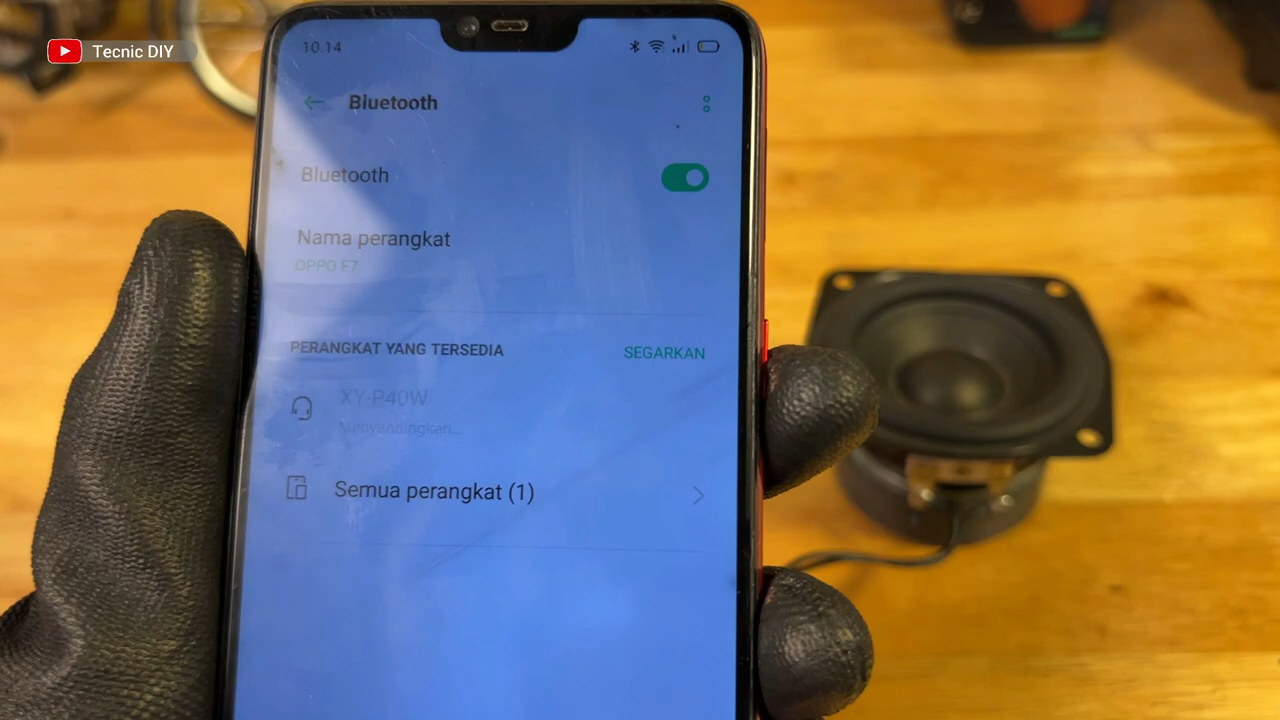 Tecnic DIY
10.14
Bluetooth
Bluetooth
Nama perangkat
OPPO F7
PERANGKAT YANG TERSEDIA
SEGARKAN
XY-P40W
Menyandingkan...
Semua perangkat (1)